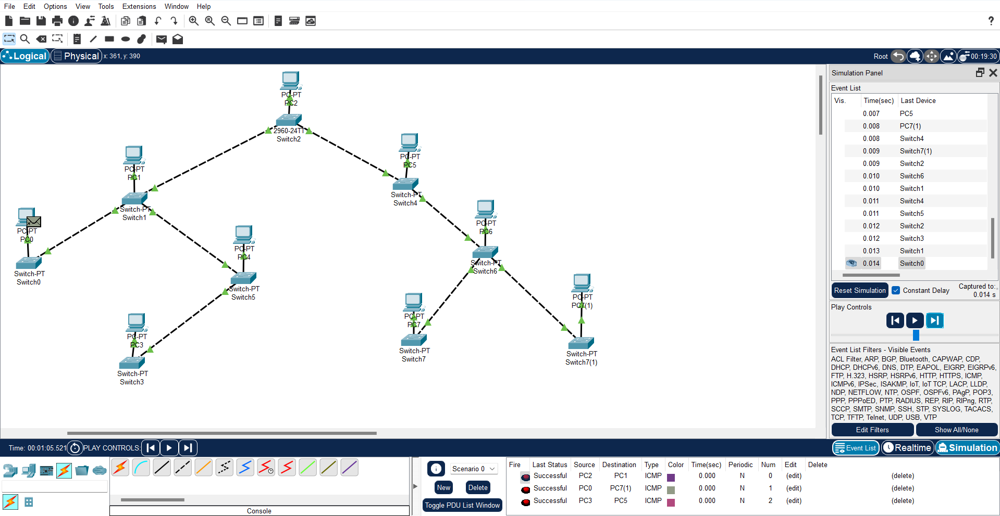 File Edit Options View Tools Extensions Window Help
?
Logical Physical x: 361, y: 390
Root 00:19:30
PC-PT
PC2
2960-24TT
Switch2
PC-PT
PC5
Switch-PT
Switch4
PC-PT
PC1
Switch-PT
Switch1
PC-PT
PC0
Switch-PT
Switch0
PC-PT
PC4
Switch-PT
Switch5
PC-PT
PC6
Switch-PT
Switch6
PC-PT
PC7(1)
Switch-PT
Switch7(1)
PC-PT
PC7
Switch-PT
Switch7
PC-PT
PC3
Switch-PT
Switch3
Simulation Panel
Event List
Vis. Time(sec) Last Device
0.007 PC5
0.008 PC7(1)
0.008 Switch4
0.009 Switch7(1)
0.009 Switch2
0.010 Switch6
0.010 Switch1
0.011 Switch4
0.011 Switch5
0.012 Switch2
0.012 Switch3
0.013 Switch1
0.014 Switch0
Reset Simulation Constant Delay Captured to:
0.014 s
Play Controls
Event List Filters - Visible Events
ACL Filter, ARP, BGP, Bluetooth, CAPWAP, CDP,
DHCP, DHCPv6, DNS, DTP, EAPOL, EIGRP, EIGRPv6,
FTP, H.323, HSRP, HSRPv6, HTTP, HTTPS, ICMP,
ICMPv6, IPSec, ISAKMP, IoT, IoT TCP, LACP, LLDP,
NDP, NETFLOW, NTP, OSPF, OSPFv6, PAgP, POP3,
PPP, PPPoED, PTP, RADIUS, REP, RIP, RIPng, RTP,
SCCP, SMTP, SNMP, SSH, STP, SYSLOG, TACACS,
TCP, TFTP, Telnet, UDP, USB, VTP
Edit Filters Show All/None
Time: 00:01:05.521 PLAY CONTROLS:
Event List Realtime Simulation
Console
Scenario 0
New Delete
Toggle PDU List Window
Fire Last Status Source Destination Type Color Time(sec) Periodic Num Edit Delete
Successful PC2 PC1 ICMP 0.000 N 0 (edit) (delete)
Successful PC0 PC7(1) ICMP 0.000 N 1 (edit) (delete)
Successful PC3 PC5 ICMP 0.000 N 2 (edit) (delete)